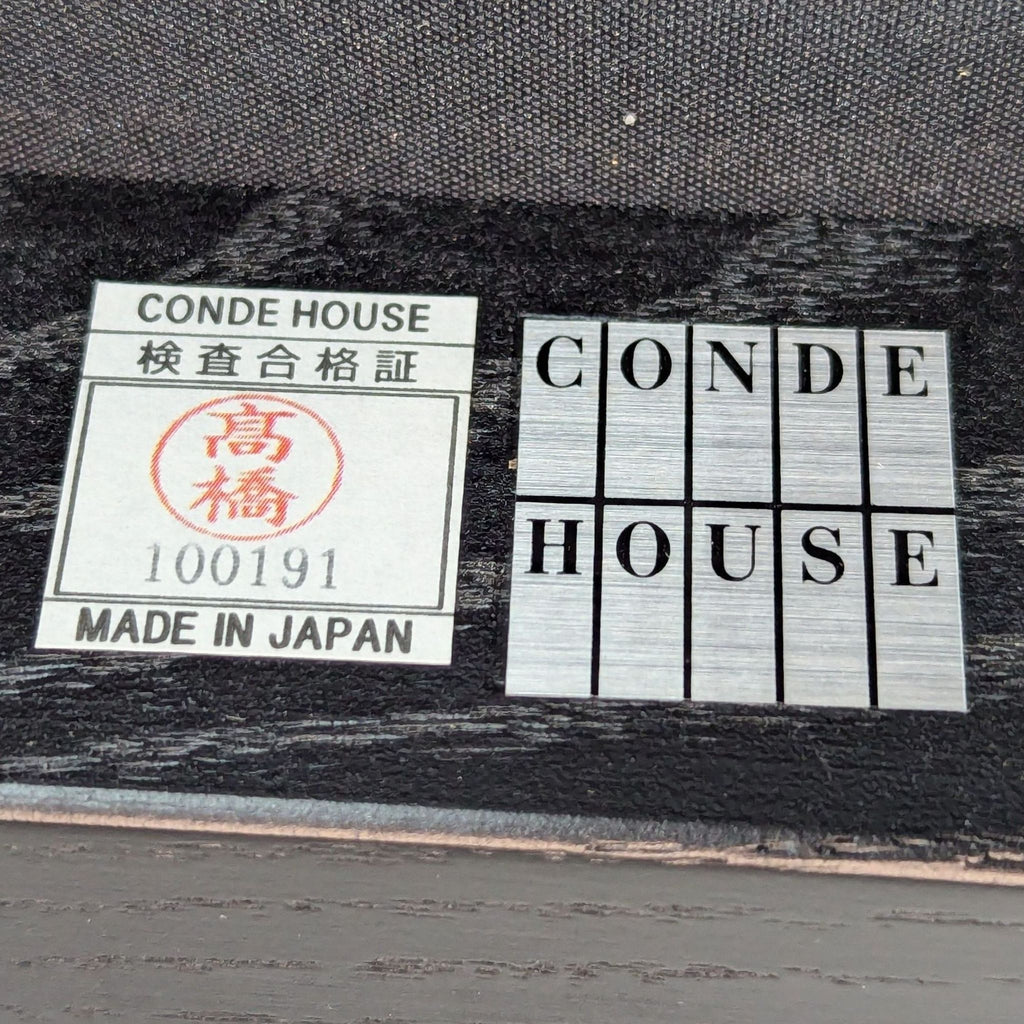 CONDE HOUSE
検査合格証
髙橋
100191
MADE IN JAPAN
CONDE
HOUSE